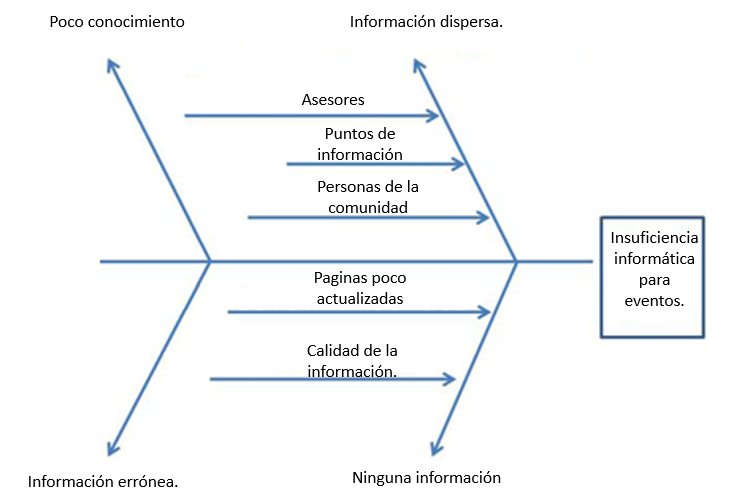 Poco conocimiento
Información dispersa.
Asesores
Puntos de
información
Personas de la
comunidad
Insuficiencia
informática
para
eventos.
Paginas poco
actualizadas
Calidad de la
información.
Información errónea.
Ninguna información